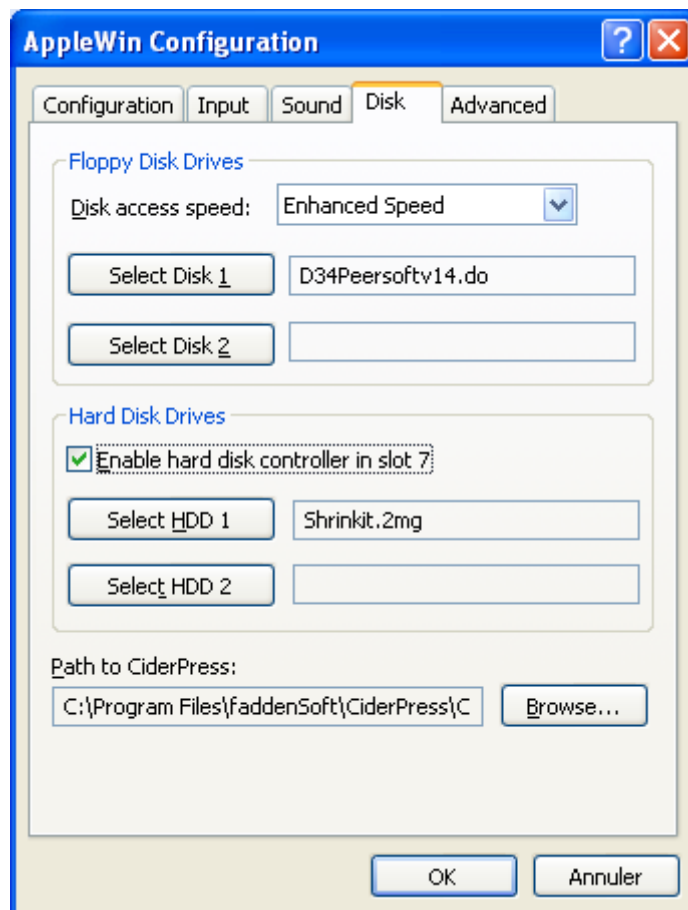 AppleWin Configuration
Configuration Input Sound Disk Advanced
Floppy Disk Drives
Disk access speed: Enhanced Speed
Select Disk 1 D34Peersoftv14.do
Select Disk 2
Hard Disk Drives
Enable hard disk controller in slot 7
Select HDD 1 Shrinkit.2mg
Select HDD 2
Path to CiderPress:
C:\Program Files\faddenSoft\CiderPress\C Browse...
OK Annuler